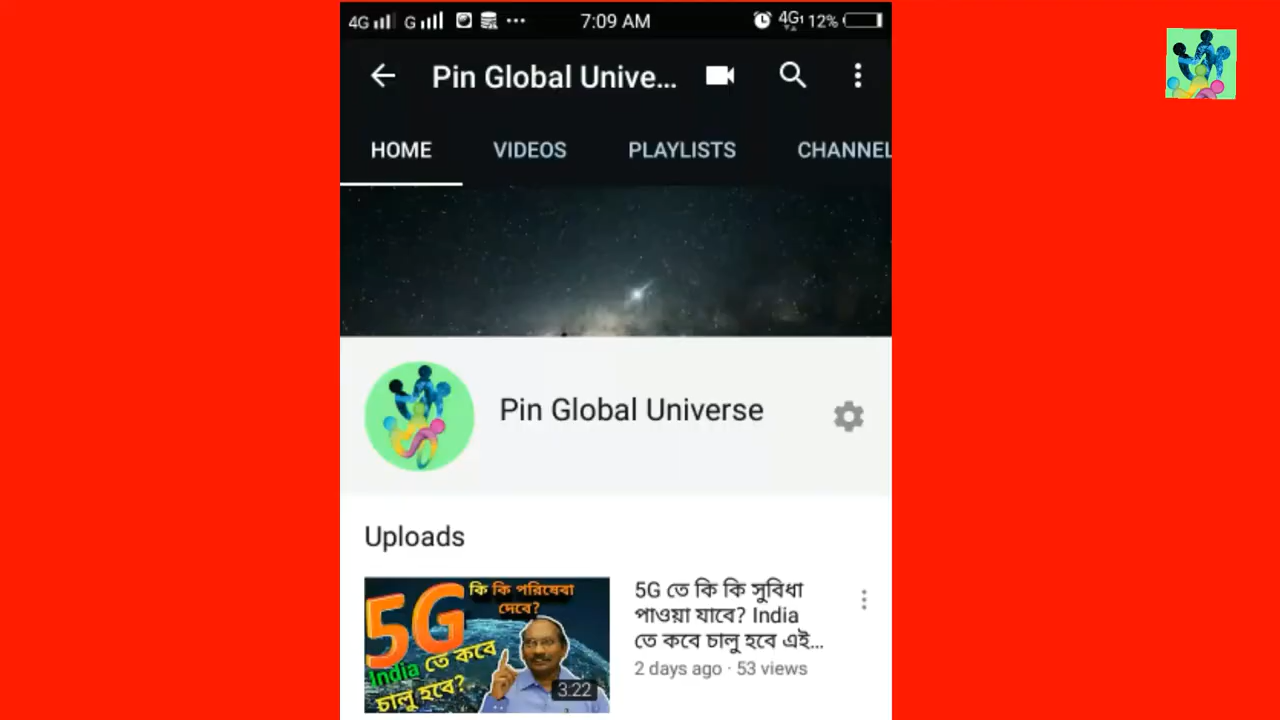 4G G 7:09 AM 4G1 12%
Pin Global Unive...
HOME VIDEOS PLAYLISTS CHANNEL
Pin Global Universe
Uploads
5G কি কি পরিষেবা
দেবে?
India তে কবে
চালু হবে?
3:22
5G তে কি কি সুবিধা
পাওয়া যাবে? India
তে কবে চালু হবে এই...
2 days ago · 53 views